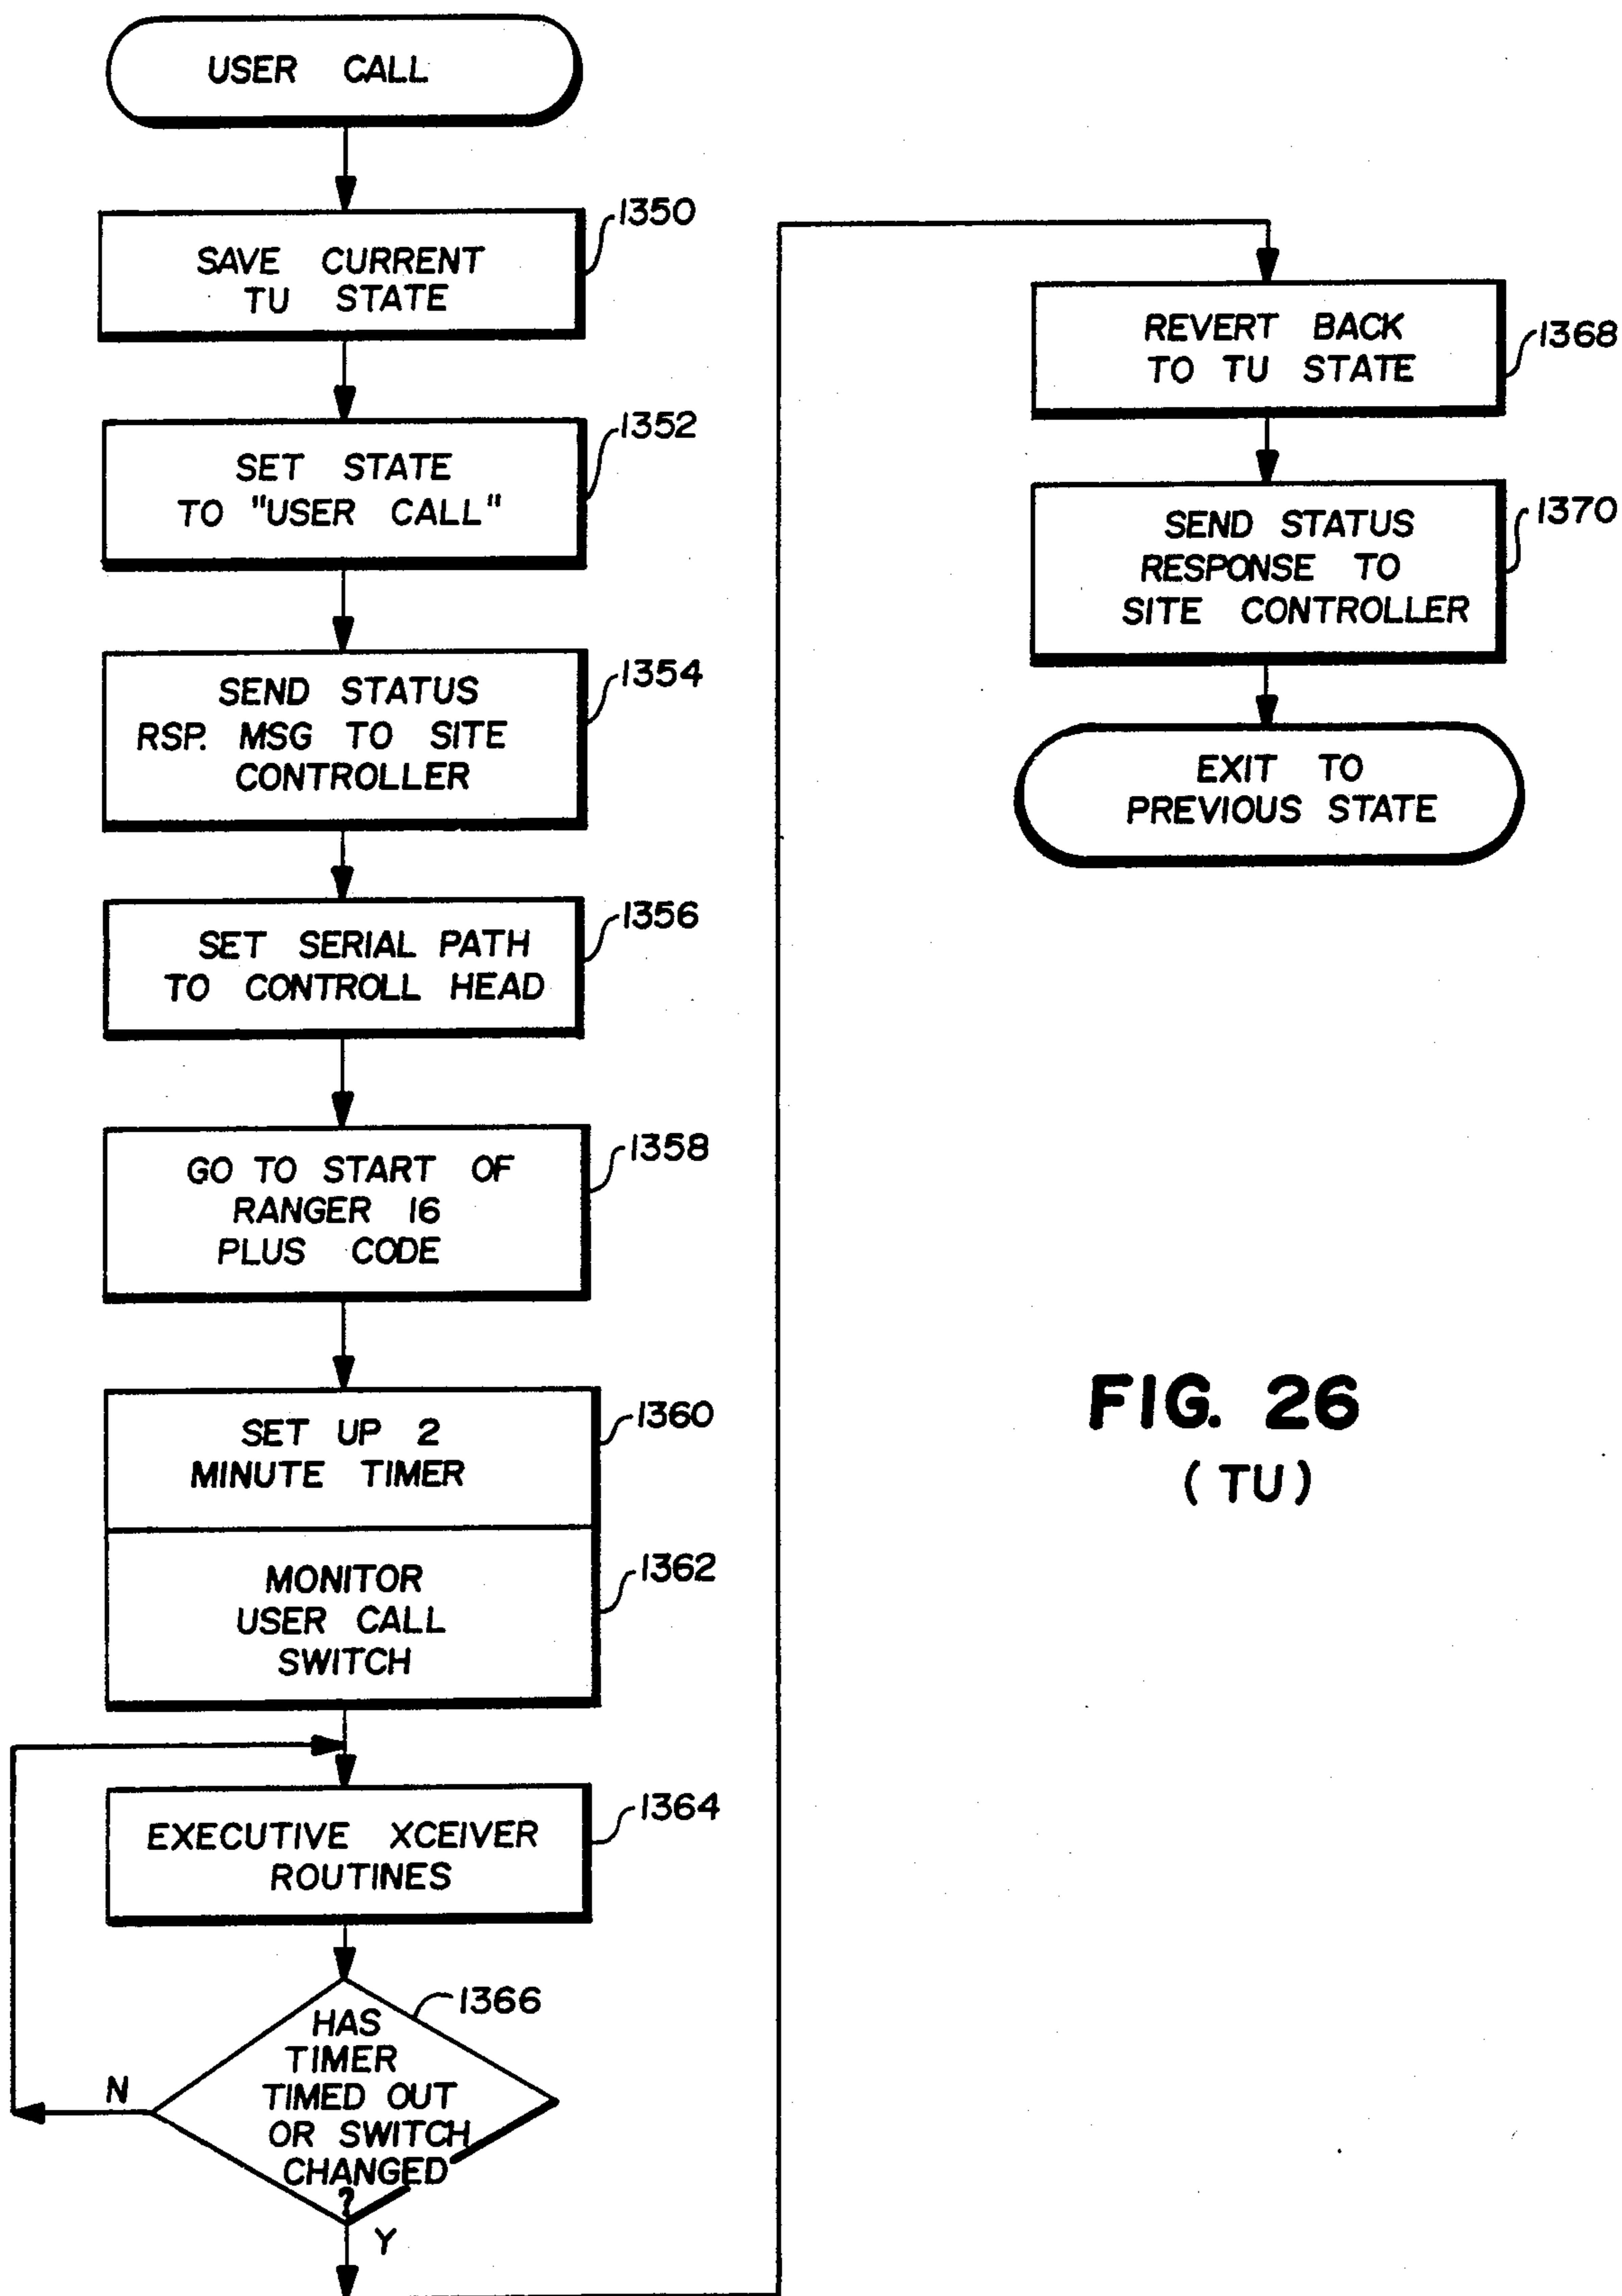 USER CALL
1350
SAVE CURRENT
TU STATE
1352
SET STATE
TO "USER CALL"
1354
SEND STATUS
RSP. MSG TO SITE
CONTROLLER
1356
SET SERIAL PATH
TO CONTROLL HEAD
1358
GO TO START OF
RANGER 16
PLUS CODE
1360
SET UP 2
MINUTE TIMER
1362
MONITOR
USER CALL
SWITCH
1364
EXECUTIVE XCEIVER
ROUTINES
1366
HAS
TIMER
TIMED OUT
OR SWITCH
CHANGED
?
N
Y
1368
REVERT BACK
TO TU STATE
1370
SEND STATUS
RESPONSE TO
SITE CONTROLLER
EXIT TO
PREVIOUS STATE
FIG. 26
(TU)